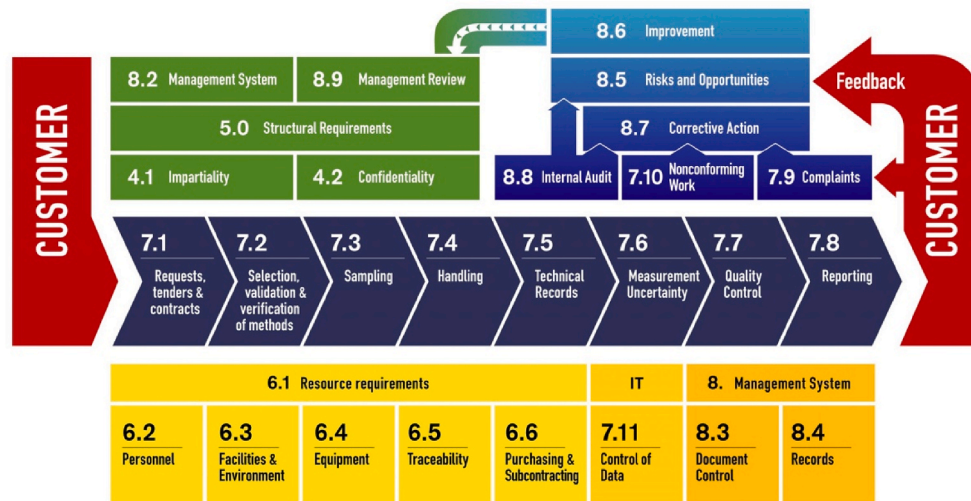 CUSTOMER
8.2 Management System
8.9 Management Review
5.0 Structural Requirements
4.1 Impartiality
4.2 Confidentiality
8.6 Improvement
8.5 Risks and Opportunities
8.7 Corrective Action
8.8 Internal Audit
7.10 Nonconforming
Work
7.9 Complaints
Feedback
CUSTOMER
7.1
Requests,
tenders &
contracts
7.2
Selection,
validation &
verification
of methods
7.3
Sampling
7.4
Handling
7.5
Technical
Records
7.6
Measurement
Uncertainty
7.7
Quality
Control
7.8
Reporting
6.1 Resource requirements
IT
8. Management System
6.2
Personnel
6.3
Facilities &
Environment
6.4
Equipment
6.5
Traceability
6.6
Purchasing &
Subcontracting
7.11
Control of
Data
8.3
Document
Control
8.4
Records